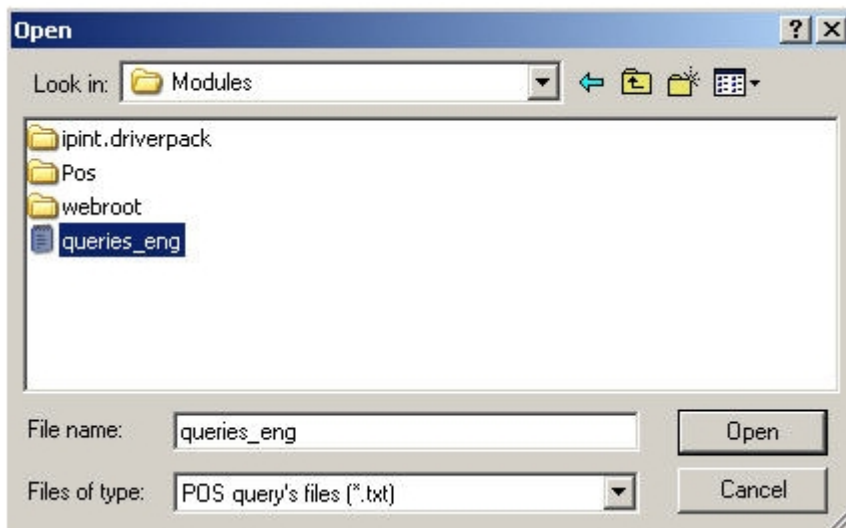 Open
Look in: Modules
ipint.driverpack
Pos
webroot
queries_eng
File name: queries_eng Open
Files of type: POS query's files (*.txt) Cancel